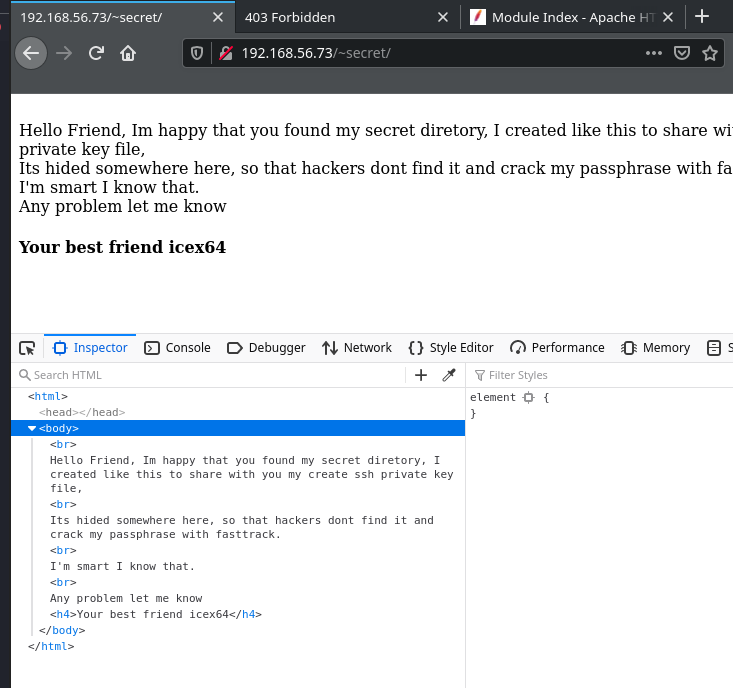 192.168.56.73/~secret/
403 Forbidden
Module Index - Apache HT
192.168.56.73/~secret/
Hello Friend, Im happy that you found my secret diretory, I created like this to share wi
private key file,
Its hided somewhere here, so that hackers dont find it and crack my passphrase with fa
I'm smart I know that.
Any problem let me know
Your best friend icex64
Inspector Console Debugger Network Style Editor Performance Memory S
Search HTML
Filter Styles
<html>
<head></head>
<body>
<br>
Hello Friend, Im happy that you found my secret diretory, I
created like this to share with you my create ssh private key
file,
<br>
Its hided somewhere here, so that hackers dont find it and
crack my passphrase with fasttrack.
<br>
I'm smart I know that.
<br>
Any problem let me know
<h4>Your best friend icex64</h4>
</body>
</html>
element {
}